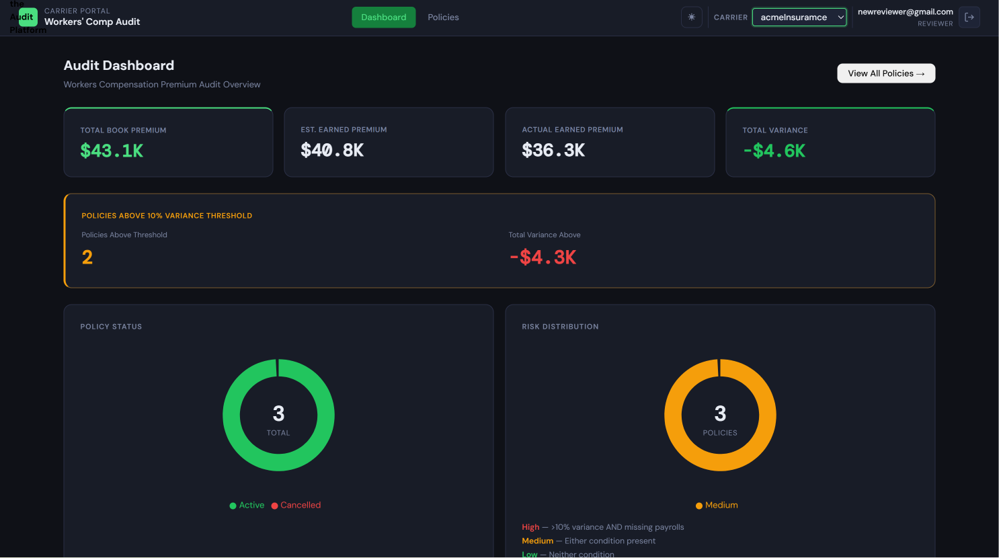 the
Audit
Platform
CARRIER PORTAL
Workers' Comp Audit
Dashboard
Policies
CARRIER
acmeInsuramce
newreviewer@gmail.com
REVIEWER
Audit Dashboard
Workers Compensation Premium Audit Overview
View All Policies →
TOTAL BOOK PREMIUM
$43.1K
EST. EARNED PREMIUM
$40.8K
ACTUAL EARNED PREMIUM
$36.3K
TOTAL VARIANCE
-$4.6K
POLICIES ABOVE 10% VARIANCE THRESHOLD
Policies Above Threshold
2
Total Variance Above
-$4.3K
POLICY STATUS
3
TOTAL
Active
Cancelled
RISK DISTRIBUTION
3
POLICIES
Medium
High — >10% variance AND missing payrolls
Medium — Either condition present
Low — Neither condition